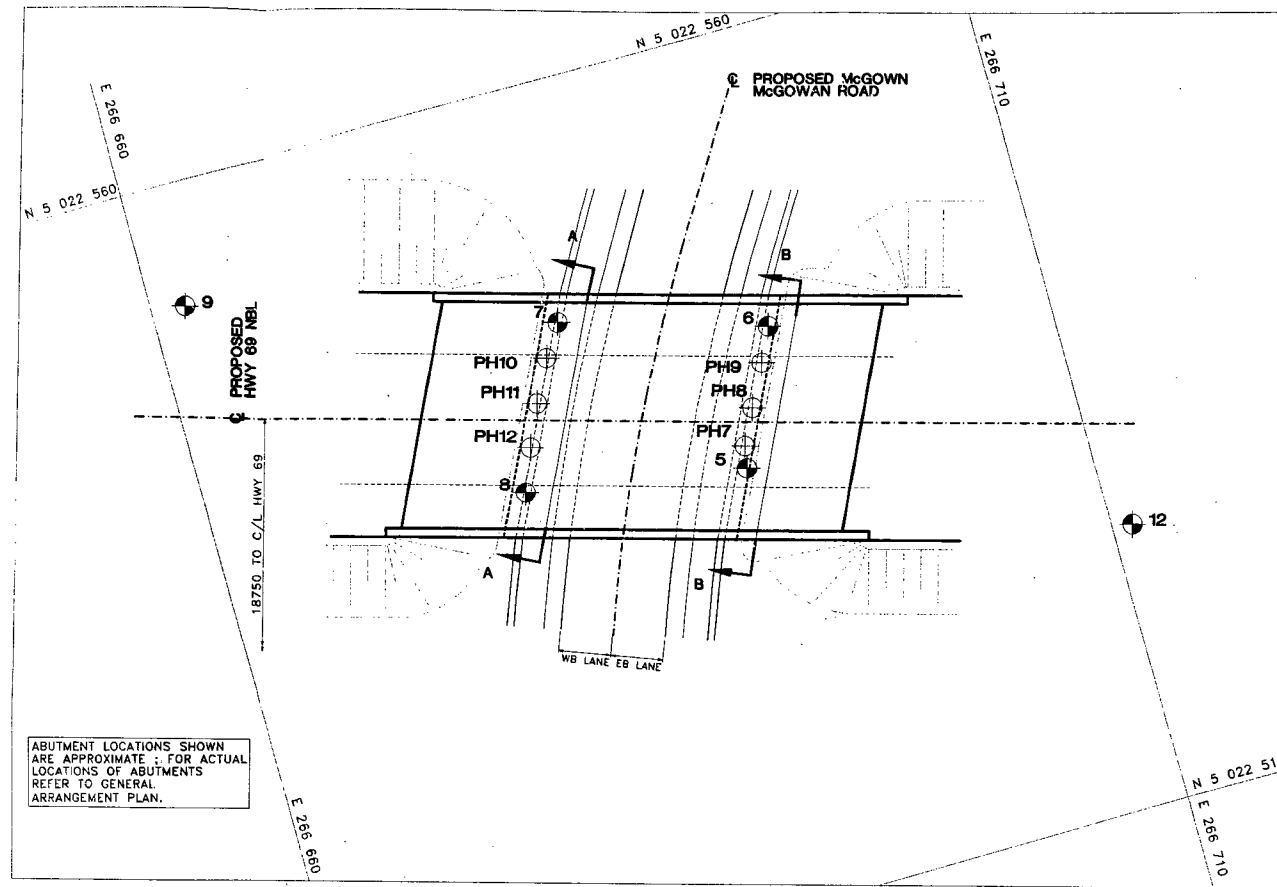 N 5 022 560
E 266 710
℄ PROPOSED McGOWN
McGOWAN ROAD
E 266 660
N 5 022 560
A
B
9
7
6
℄ PROPOSED
HWY 69 NBL
PH10
PH9
PH11
PH8
PH12
PH7
5
8
12
18750 TO C/L HWY 69
A
B
WB LANE EB LANE
ABUTMENT LOCATIONS SHOWN
ARE APPROXIMATE ; FOR ACTUAL
LOCATIONS OF ABUTMENTS
REFER TO GENERAL
ARRANGEMENT PLAN.
N 5 022 51
E 266 660
E 266 710